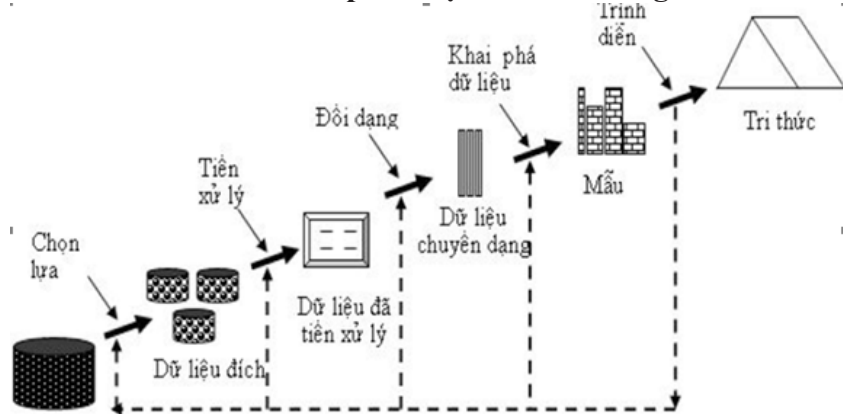 Trình
diễn
Khai phá
dữ liệu
Tri thức
Đổi dạng
Mẫu
Tiền
xử lý
Dữ liệu
chuyển dạng
Chọn
lựa
Dữ liệu đã
tiền xử lý
Dữ liệu đích